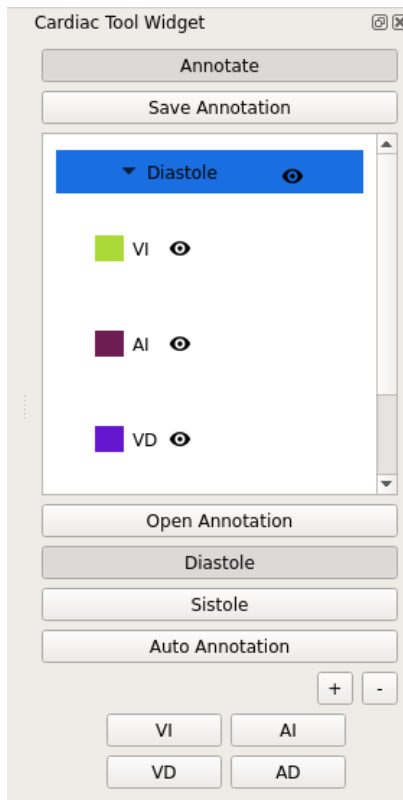 Cardiac Tool Widget
Annotate
Save Annotation
Diastole
VI
AI
VD
Open Annotation
Diastole
Sistole
Auto Annotation
+ -
VI AI
VD AD